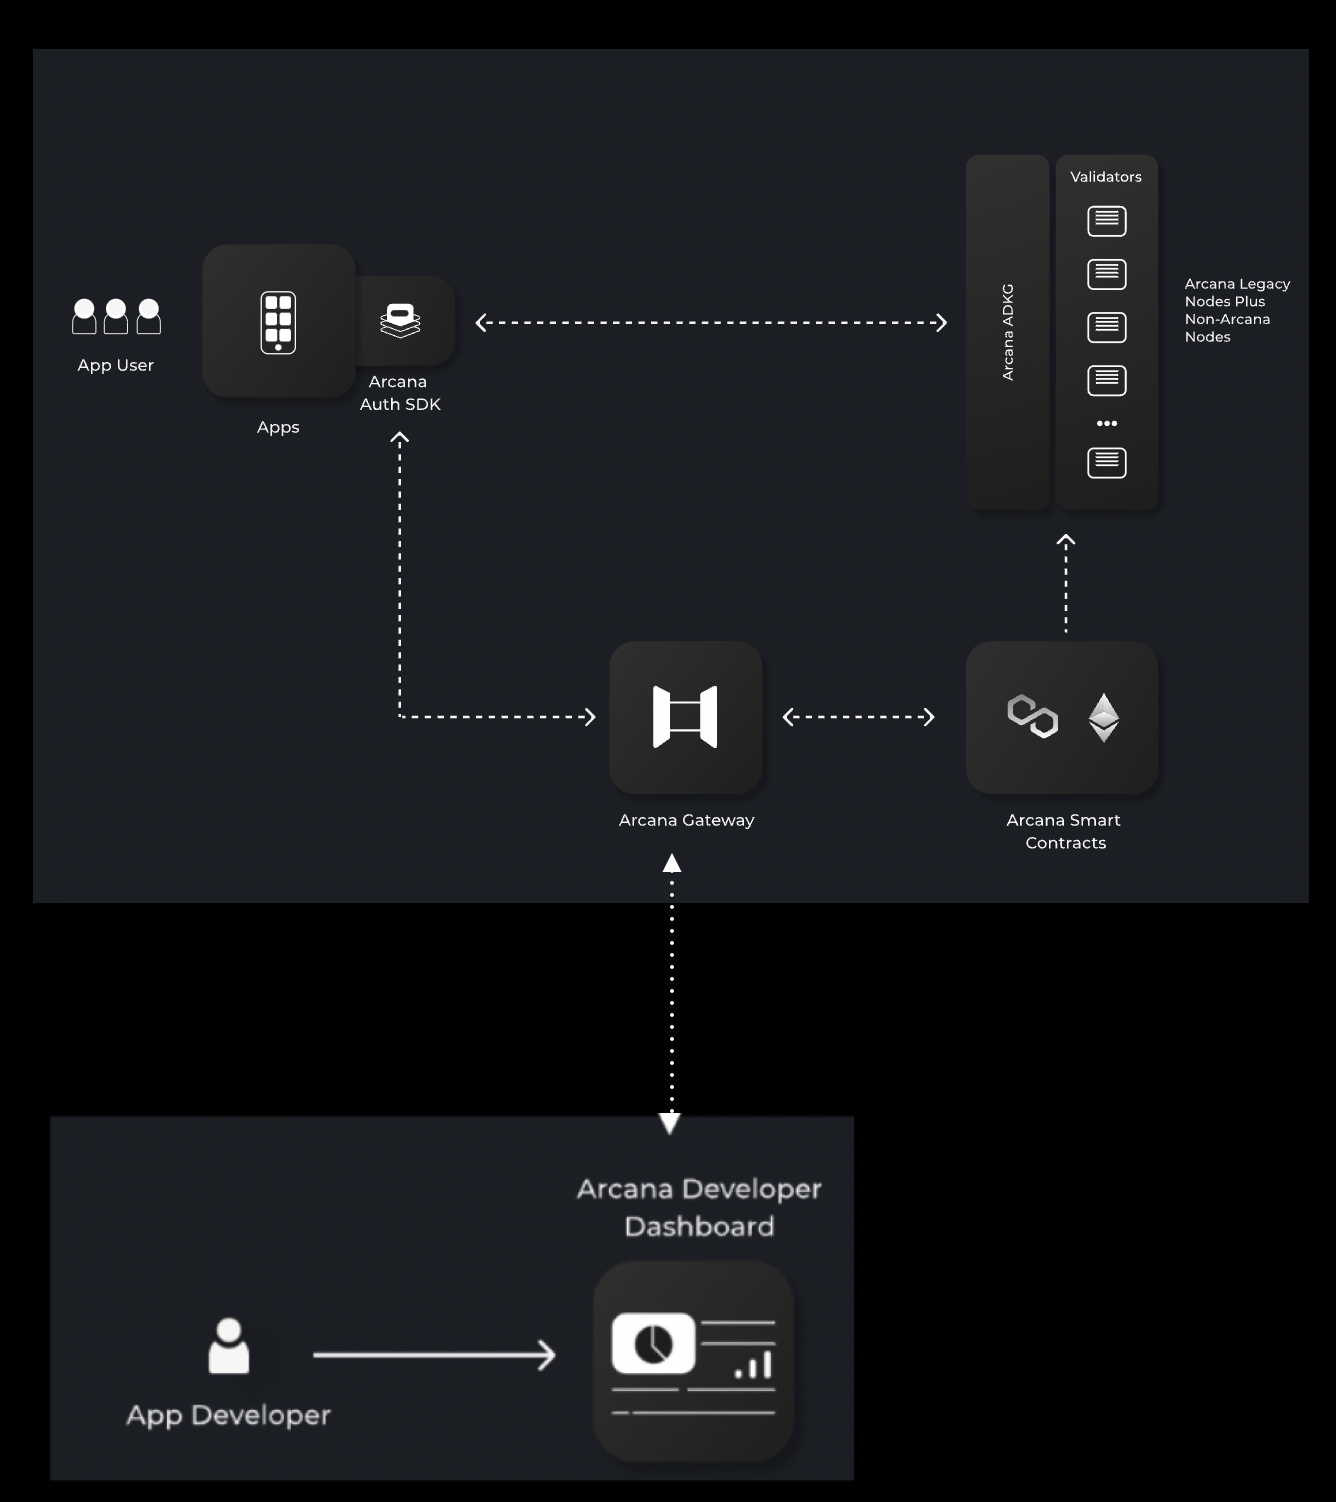 Validators
Arcana ADKG
Arcana Legacy
Nodes Plus
Non-Arcana
Nodes
App User
Arcana
Auth SDK
Apps
Arcana Gateway
Arcana Smart
Contracts
Arcana Developer
Dashboard
App Developer